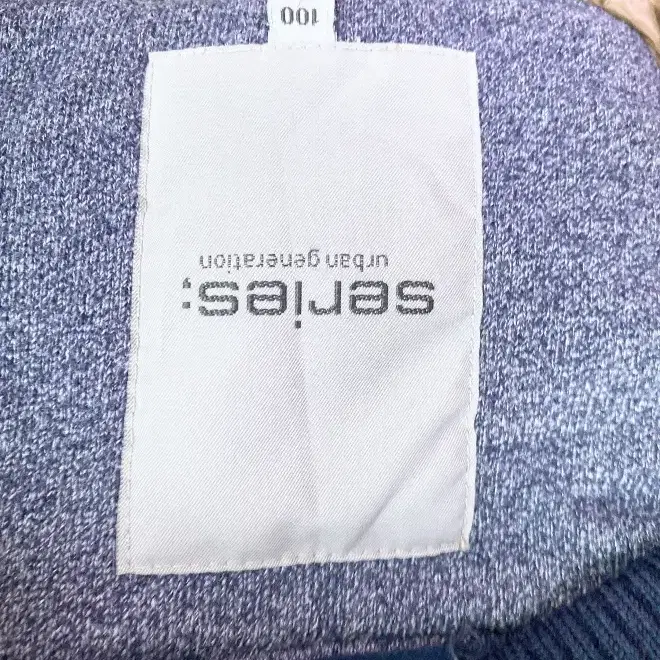 series;
urban generation
100